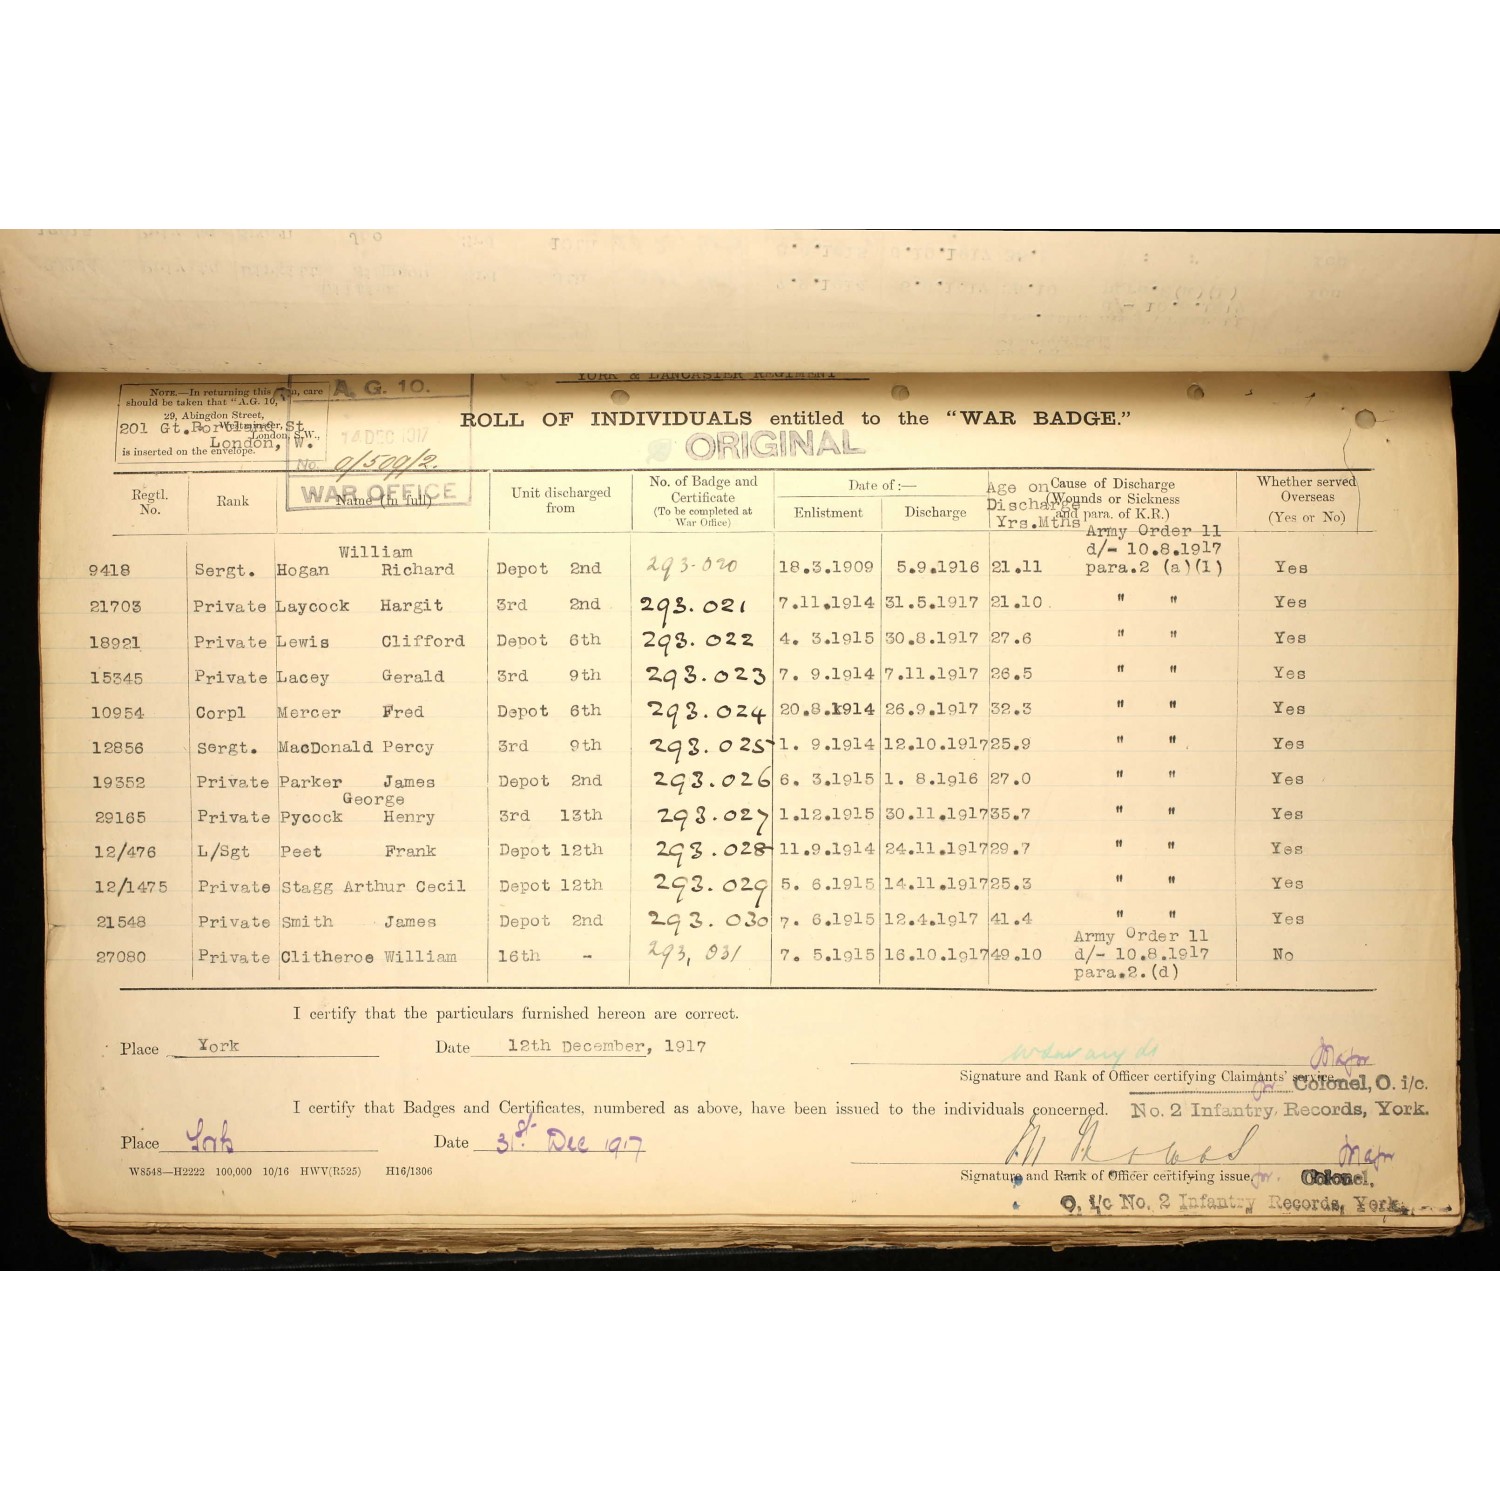 YORK & LANCASTER REGIMENT
NOTE.—In returning this care
should be taken that "A.G. 10,
29, Abingdon Street,
Westminster,
London, S.W.,
201 Gt. Portland St
London, W.
is inserted on the envelope.
A.G. 10.
14 DEC 1917
No. 0/509/2.
WAR OFFICE
ROLL OF INDIVIDUALS entitled to the "WAR BADGE."
ORIGINAL
Regtl. No. Rank Name (in full) Unit discharged from No. of Badge and Certificate (To be completed at War Office) Date of :— Enlistment Discharge Age on Discharge Yrs.Mths Cause of Discharge (Wounds or Sickness and para. of K.R.) Whether served Overseas (Yes or No)
William Army Order 11
d/- 10.8.1917
9418 Sergt. Hogan Richard Depot 2nd 293.020 18.3.1909 5.9.1916 21.11 para.2 (a)(1) Yes
21703 Private Laycock Hargit 3rd 2nd 293.021 7.11.1914 31.5.1917 21.10. " " Yes
18921 Private Lewis Clifford Depot 6th 293.022 4. 3.1915 30.8.1917 27.6 " " Yes
15345 Private Lacey Gerald 3rd 9th 293.023 7. 9.1914 7.11.1917 26.5 " " Yes
10954 Corpl Mercer Fred Depot 6th 293.024 20.8.1914 26.9.1917 32.3 " " Yes
12856 Sergt. MacDonald Percy 3rd 9th 293.025 1. 9.1914 12.10.1917 25.9 " " Yes
19352 Private Parker James Depot 2nd 293.026 6. 3.1915 1. 8.1916 27.0 " " Yes
George
29165 Private Pycock Henry 3rd 13th 293.027 1.12.1915 30.11.1917 35.7 " " Yes
12/476 L/Sgt Peet Frank Depot 12th 293.028 11.9.1914 24.11.1917 29.7 " " Yes
12/1475 Private Stagg Arthur Cecil Depot 12th 293.029 5. 6.1915 14.11.1917 25.3 " " Yes
21548 Private Smith James Depot 2nd 293.030 7. 6.1915 12.4.1917 41.4 " " Yes
Army Order 11
27080 Private Clitheroe William 16th - 293,031 7. 5.1915 16.10.1917 49.10 d/- 10.8.1917 No
para.2.(d)
I certify that the particulars furnished hereon are correct.
Place York Date 12th December, 1917
Major
Signature and Rank of Officer certifying Claimants' service
for Colonel, O. i/c.
I certify that Badges and Certificates, numbered as above, have been issued to the individuals concerned. No. 2 Infantry Records, York.
Place York Date 31st Dec 1917
Major
Signature and Rank of Officer certifying issue, for. Colonel,
W8548—H2222 100,000 10/16 HWV(R525) H16/1306
O. i/c No. 2 Infantry Records, York.